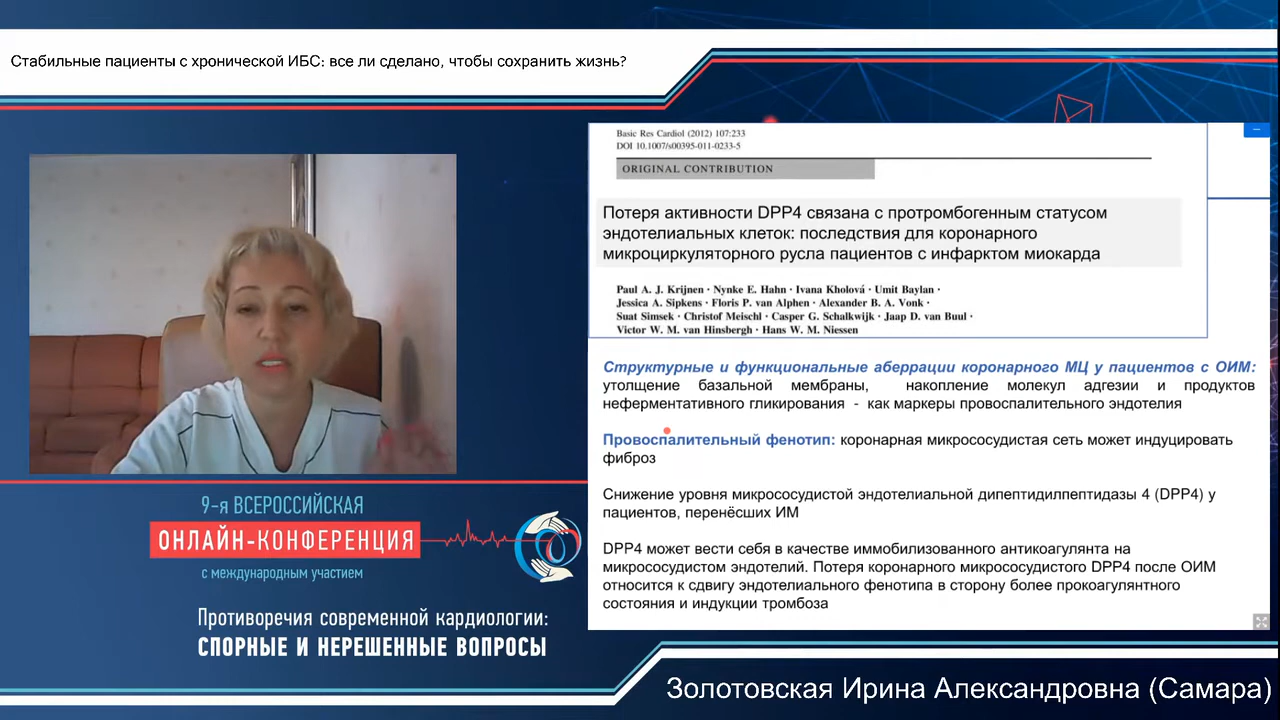 Стабильные пациенты с хронической ИБС: все ли сделано, чтобы сохранить жизнь?
Basic Res Cardiol (2012) 107:233
DOI 10.1007/s00395-011-0233-5
ORIGINAL CONTRIBUTION
Потеря активности DPP4 связана с протромбогенным статусом
эндотелиальных клеток: последствия для коронарного
микроциркуляторного русла пациентов с инфарктом миокарда
Paul A. J. Krijnen · Nynke E. Hahn · Ivana Kholová · Umit Baylan ·
Jessica A. Sipkens · Floris P. van Alphen · Alexander B. A. Vonk ·
Suat Simsek · Christof Meischl · Casper G. Schalkwijk · Jaap D. van Buul ·
Victor W. M. van Hinsbergh · Hans W. M. Niessen
Структурные и функциональные аберрации коронарного МЦ у пациентов с ОИМ:
утолщение базальной мембраны, накопление молекул адгезии и продуктов
неферментативного гликирования - как маркеры провоспалительного эндотелия
Провоспалительный фенотип: коронарная микрососудистая сеть может индуцировать
фиброз
Снижение уровня микрососудистой эндотелиальной дипептидилпептидазы 4 (DPP4) у
пациентов, перенёсших ИМ
DPP4 может вести себя в качестве иммобилизованного антикоагулянта на
микрососудистом эндотелий. Потеря коронарного микрососудистого DPP4 после ОИМ
относится к сдвигу эндотелиального фенотипа в сторону более прокоагулянтного
состояния и индукции тромбоза
9-я ВСЕРОССИЙСКАЯ
ОНЛАЙН-КОНФЕРЕНЦИЯ
с международным участием
Противоречия современной кардиологии:
СПОРНЫЕ И НЕРЕШЕННЫЕ ВОПРОСЫ
Золотовская Ирина Александровна (Самара)